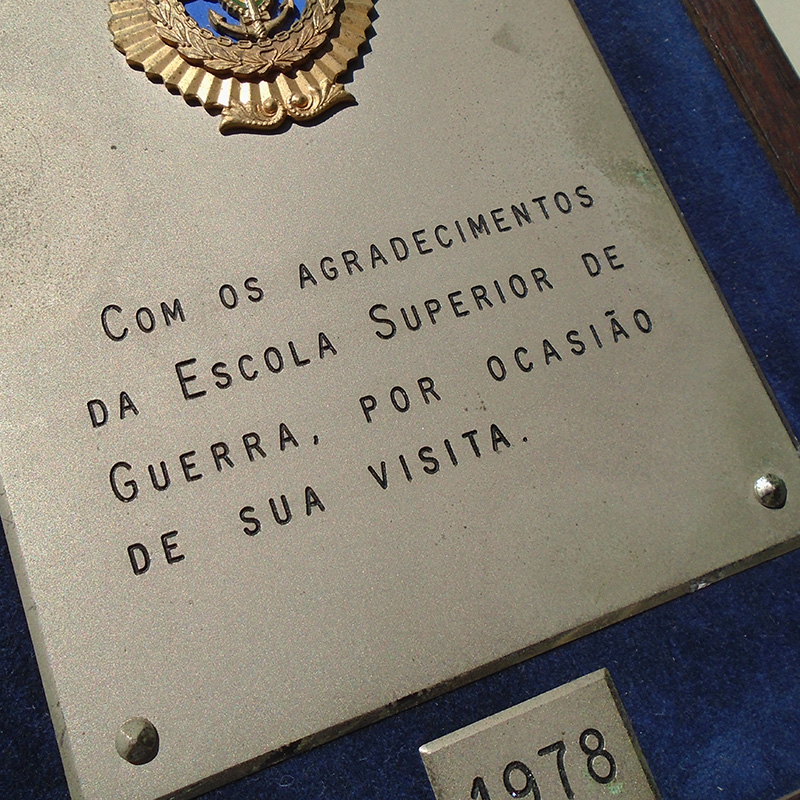 COM OS AGRADECIMENTOS
DA ESCOLA SUPERIOR DE
GUERRA, POR OCASIÃO
DE SUA VISITA.
1978